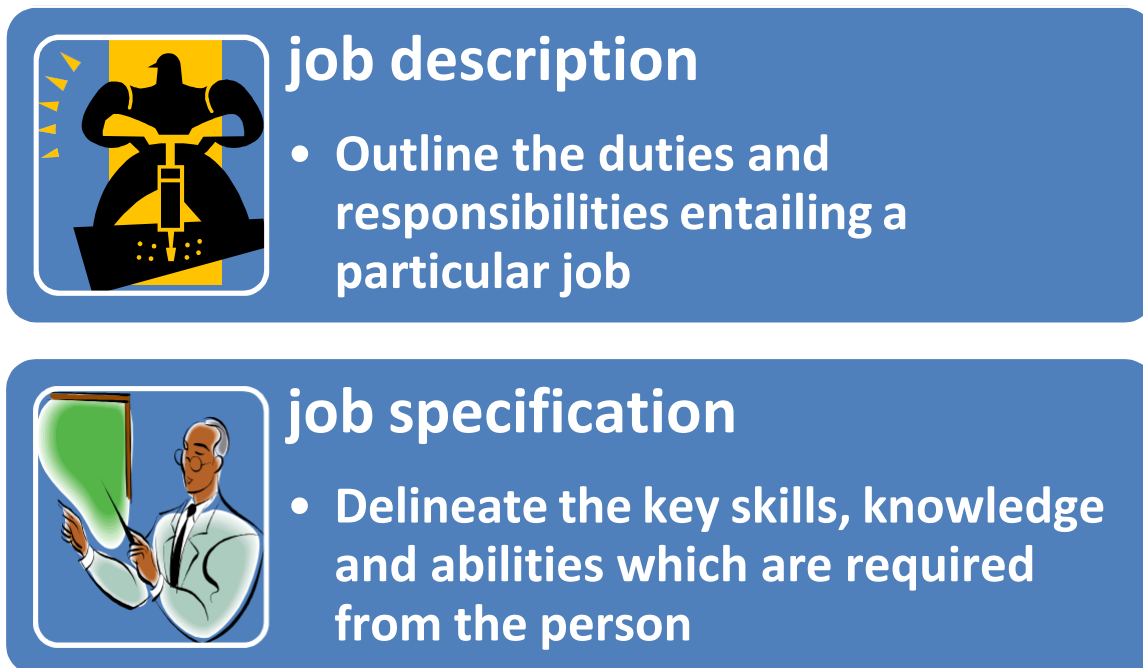 job description
• Outline the duties and
responsibilities entailing a
particular job
job specification
• Delineate the key skills, knowledge
and abilities which are required
from the person